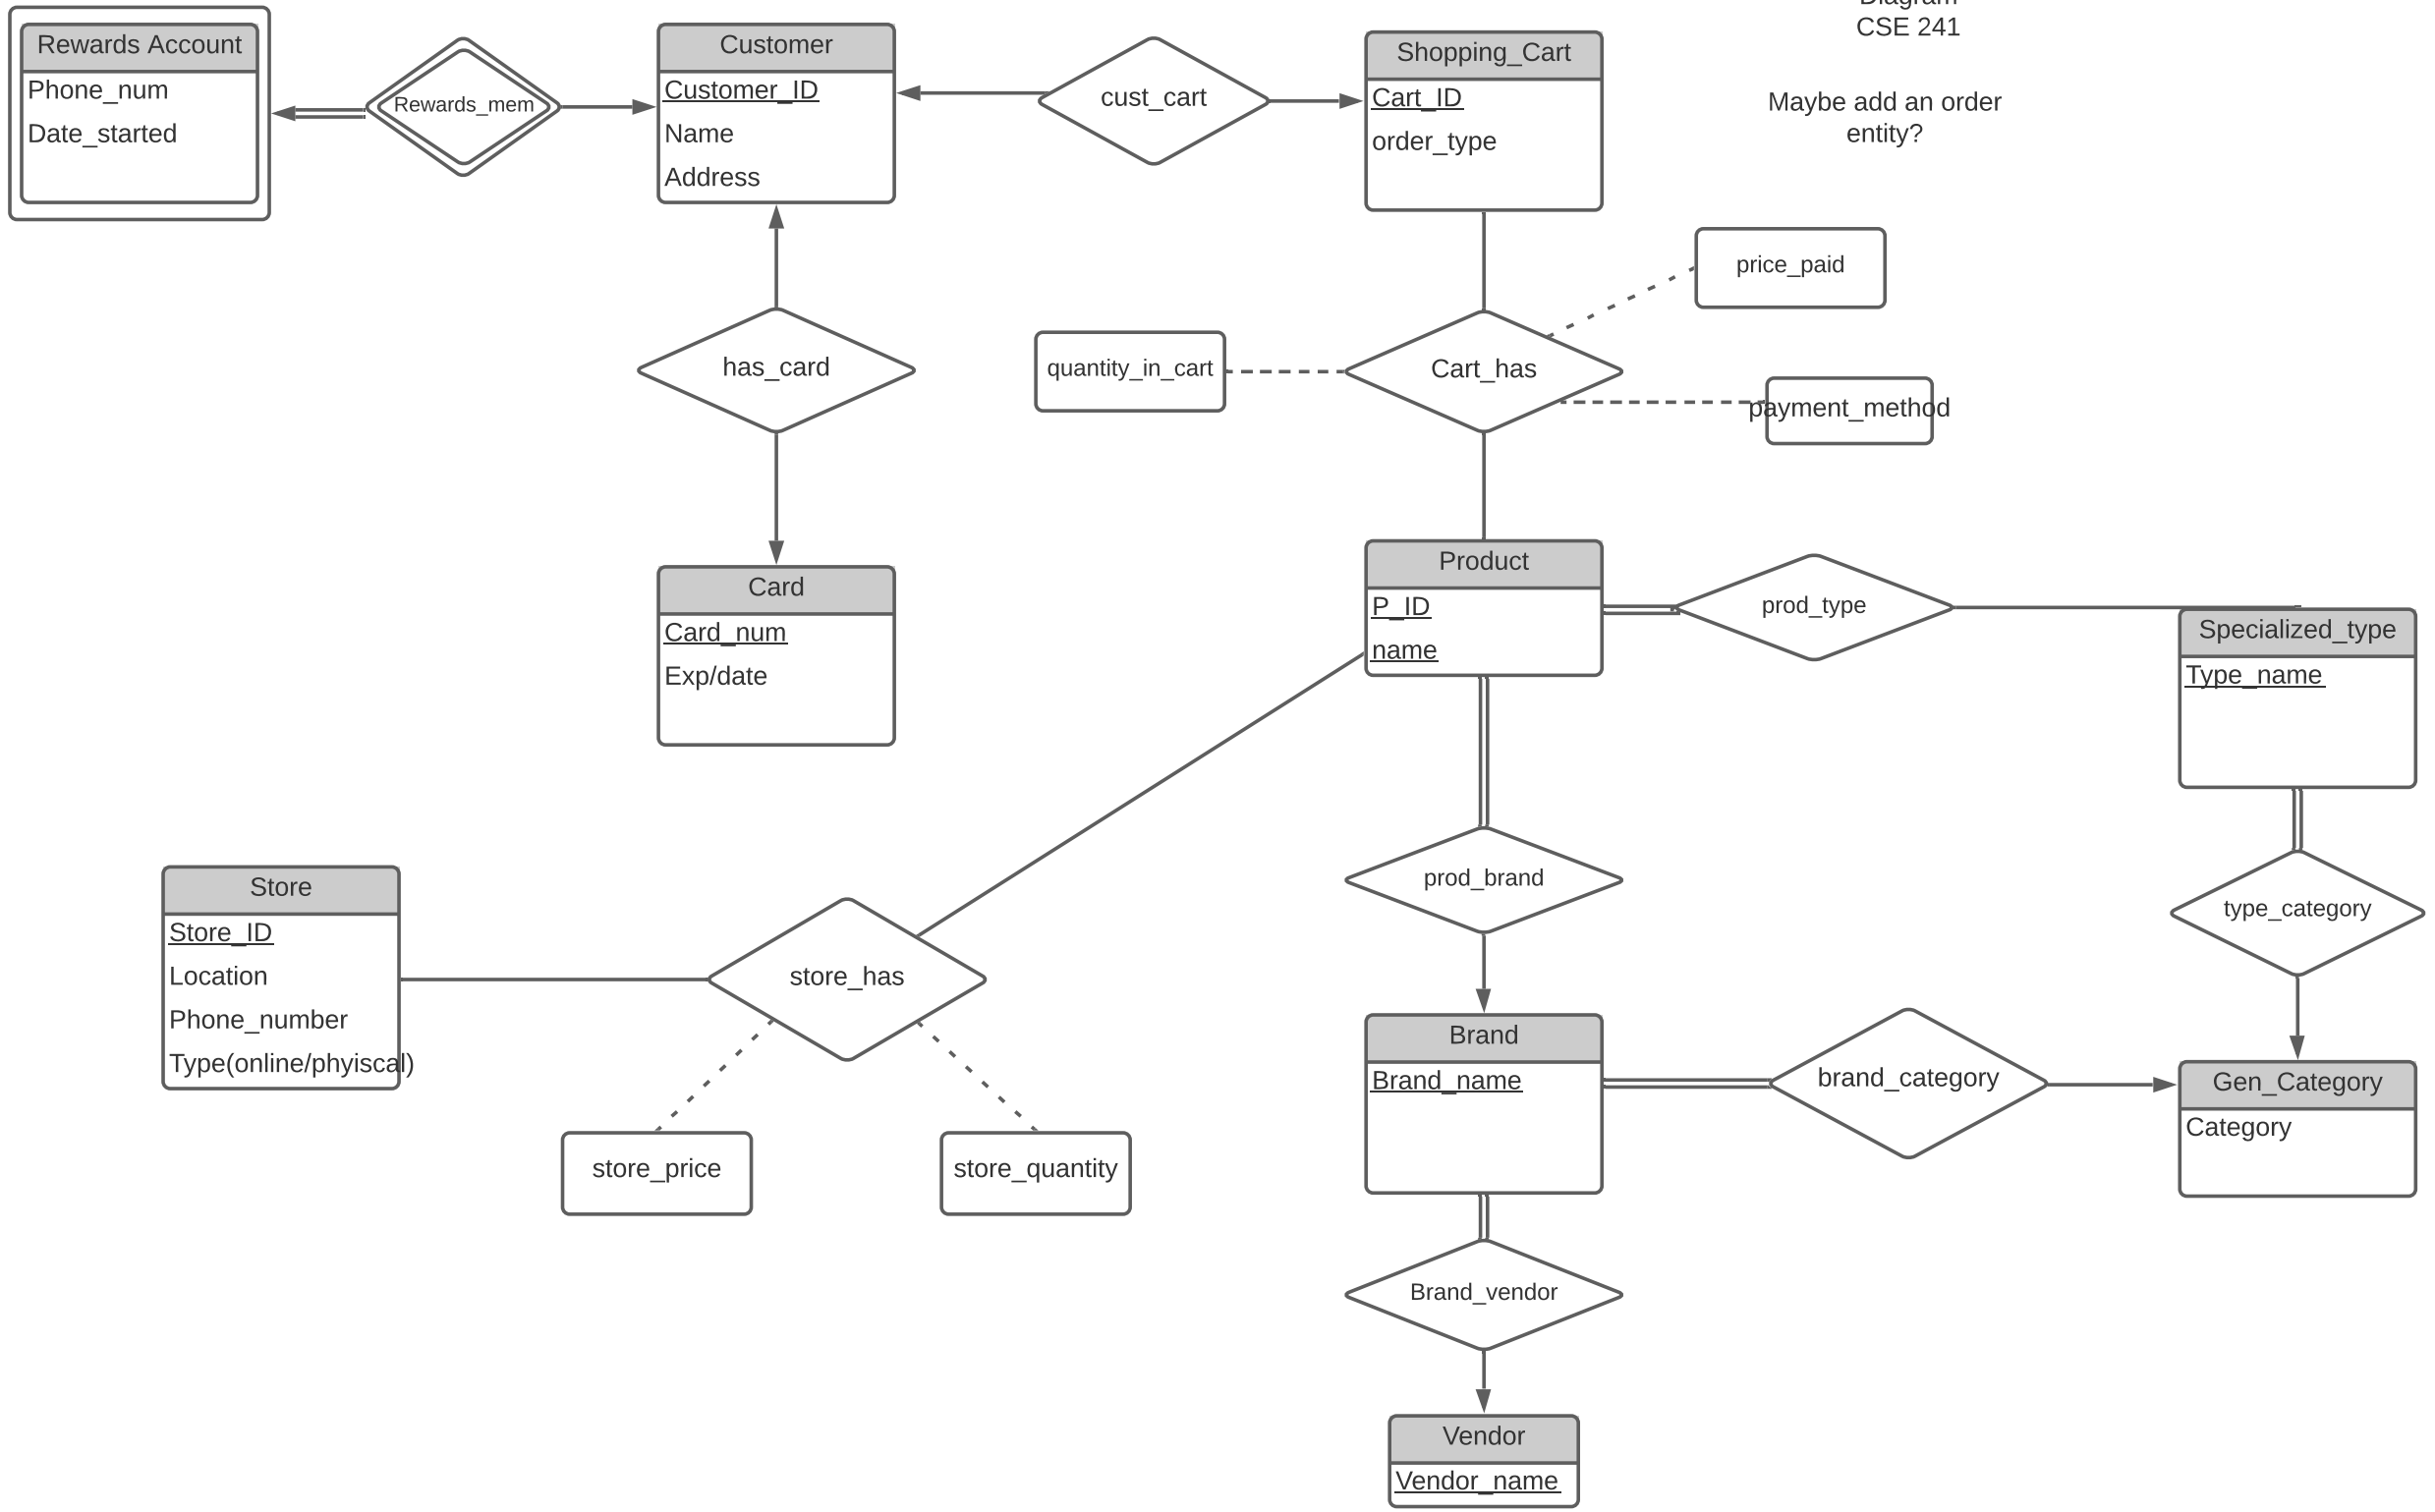 Diagram
CSE 241
Maybe add an order
entity?
Rewards Account
Phone_num
Date_started
Rewards_mem
Customer
Customer_ID
Name
Address
cust_cart
Shopping_Cart
Cart_ID
order_type
price_paid
has_card
quantity_in_cart
Cart_has
payment_method
Card
Card_num
Exp/date
Product
P_ID
name
prod_type
Specialized_type
Type_name
Store
Store_ID
Location
Phone_number
Type(online/phyiscal)
store_has
prod_brand
type_category
store_price
store_quantity
Brand
Brand_name
brand_category
Gen_Category
Category
Brand_vendor
Vendor
Vendor_name